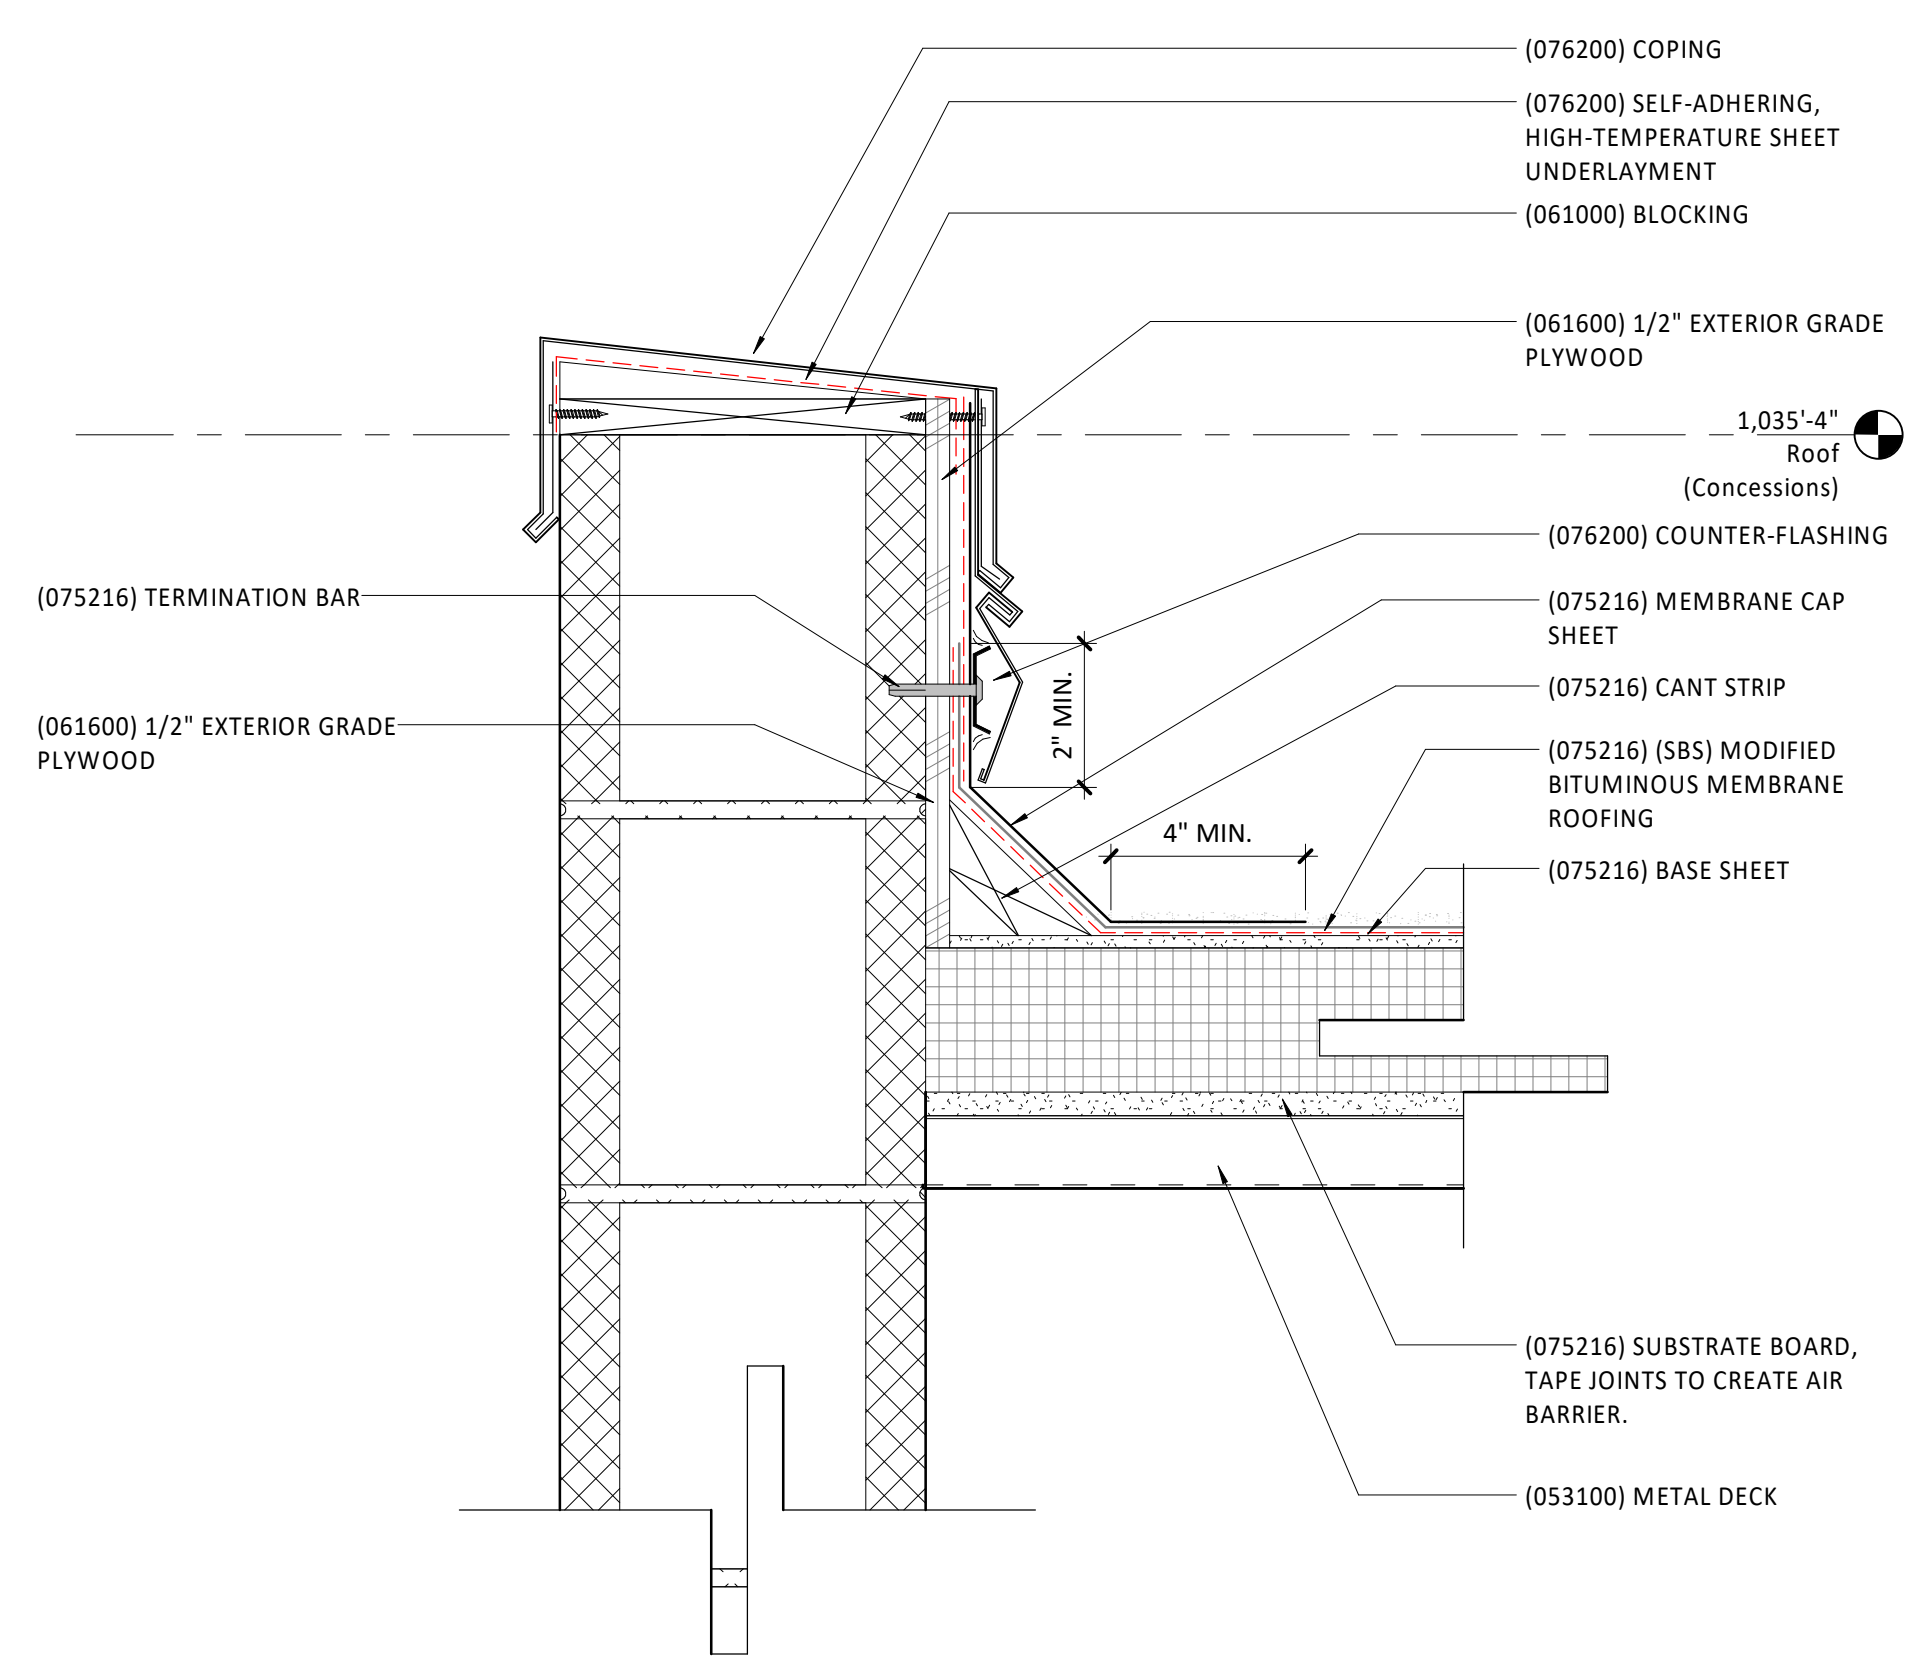 (076200) COPING
(076200) SELF-ADHERING,
HIGH-TEMPERATURE SHEET
UNDERLAYMENT
(061000) BLOCKING
(061600) 1/2" EXTERIOR GRADE
PLYWOOD
1,035'-4"
Roof
(Concessions)
(076200) COUNTER-FLASHING
(075216) TERMINATION BAR
(075216) MEMBRANE CAP
SHEET
2" MIN.
(075216) CANT STRIP
(061600) 1/2" EXTERIOR GRADE
PLYWOOD
(075216) (SBS) MODIFIED
BITUMINOUS MEMBRANE
ROOFING
4" MIN.
(075216) BASE SHEET
(075216) SUBSTRATE BOARD,
TAPE JOINTS TO CREATE AIR
BARRIER.
(053100) METAL DECK